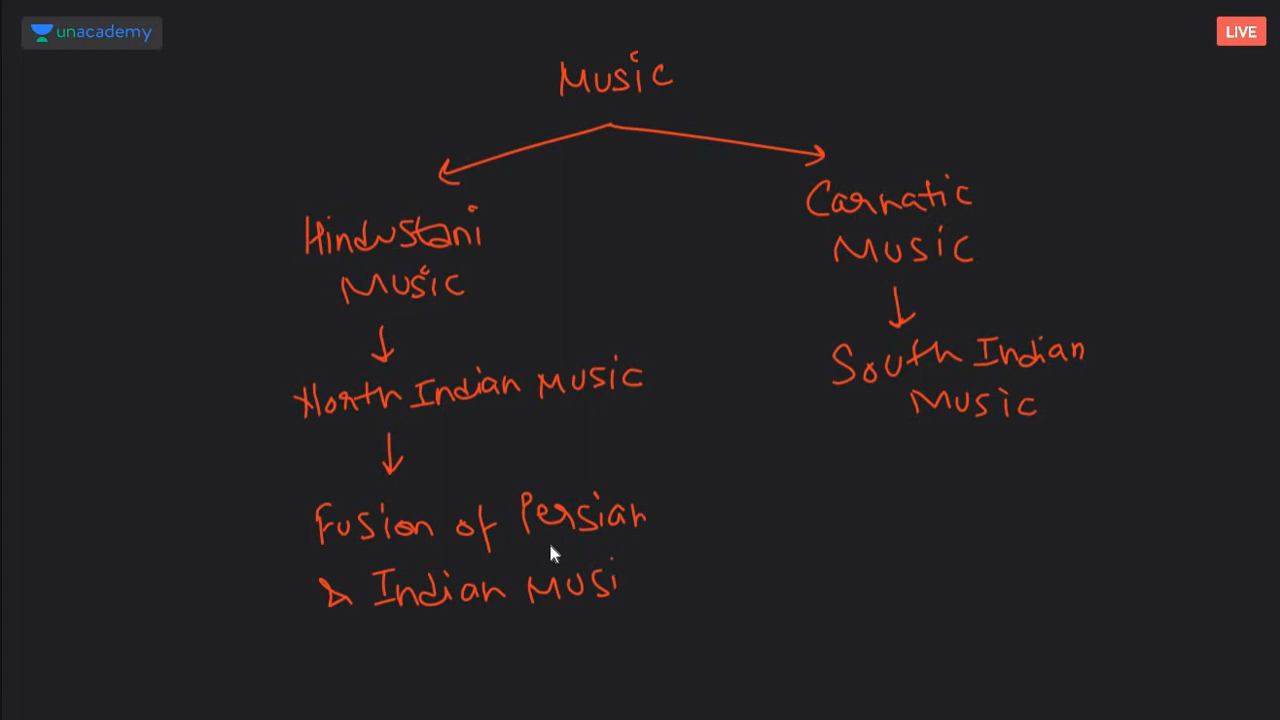 unacademy
LIVE
Music
Hindustani
Music
Carnatic
Music
North Indian Music
South Indian
Music
Fusion of Persian
& Indian Musi